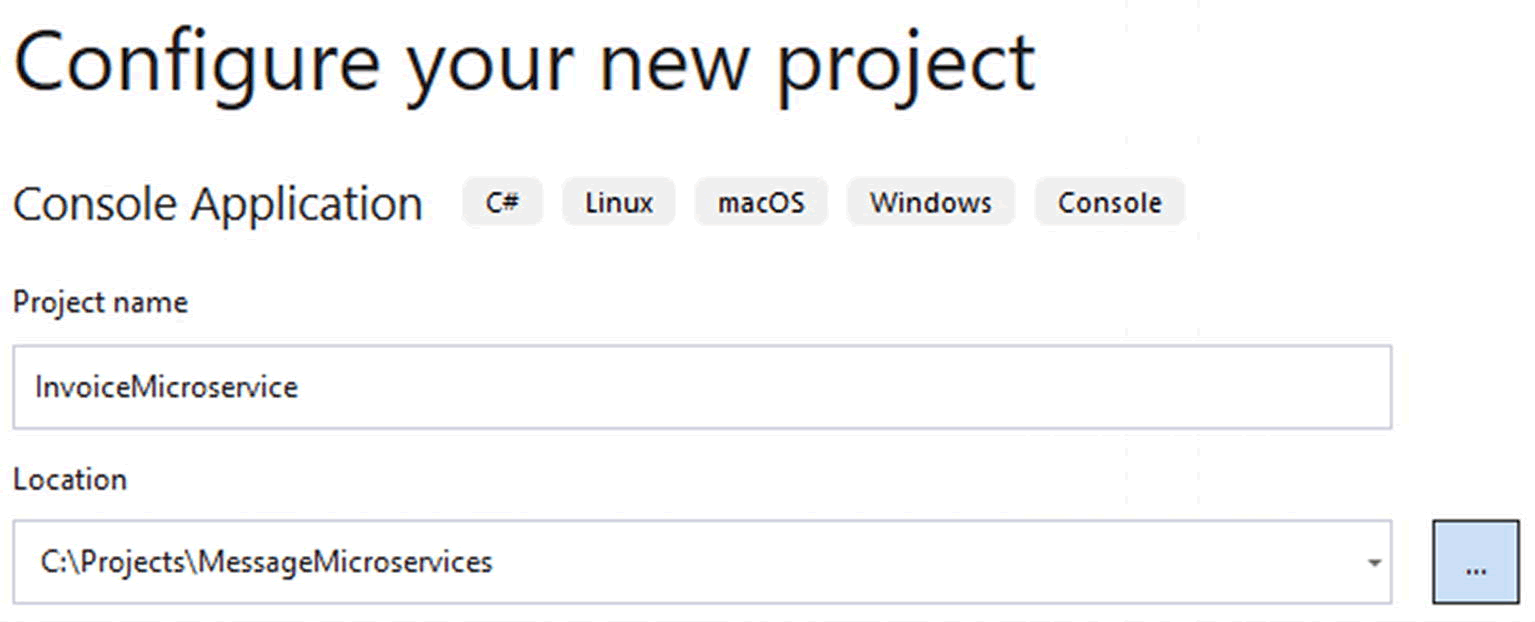 Configure your new project
Console Application C# Linux macOS Windows Console
Project name
InvoiceMicroservice
Location
C:\Projects\MessageMicroservices
...